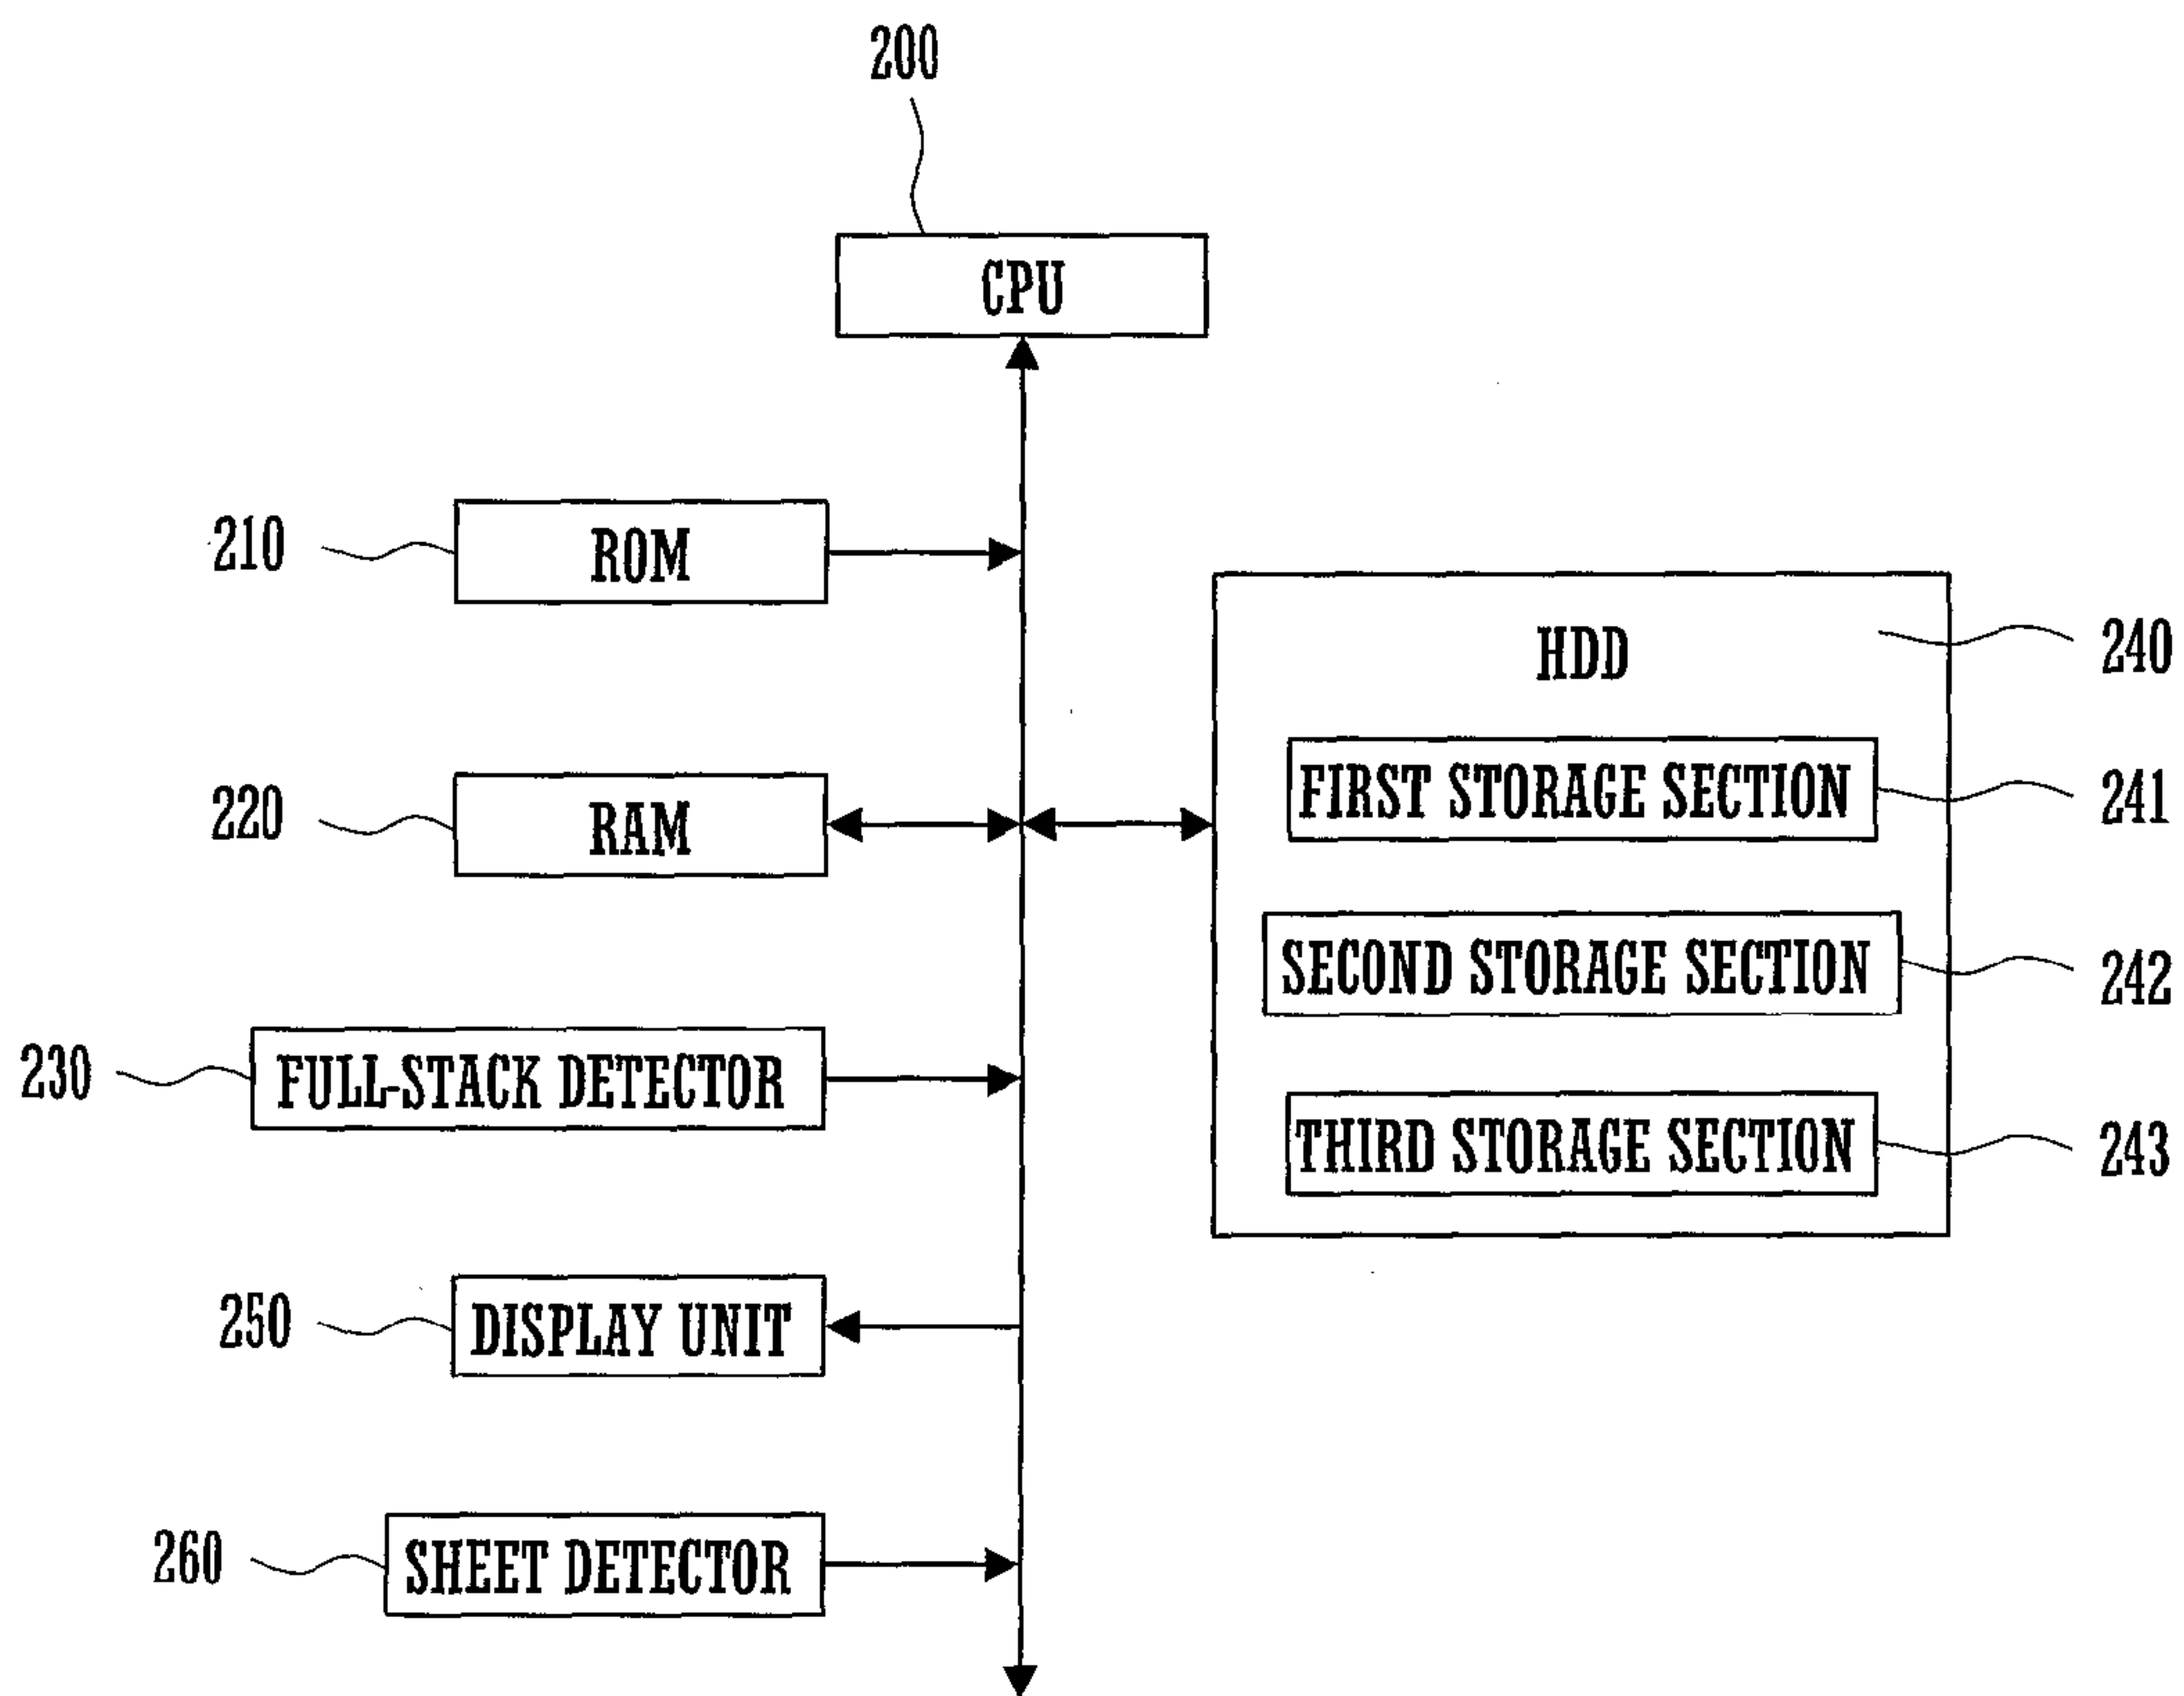 200
CPU
210
ROM
HDD
240
FIRST STORAGE SECTION
241
220
RAM
SECOND STORAGE SECTION
242
230
FULL-STACK DETECTOR
THIRD STORAGE SECTION
243
250
DISPLAY UNIT
260
SHEET DETECTOR